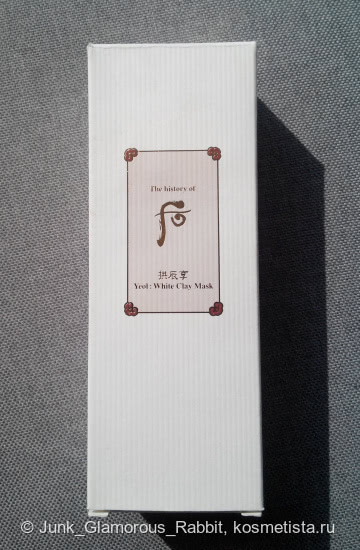 The history of
后
拱辰享
Yeol: White Clay Mask
© Junk_Glamorous_Rabbit, kosmetista.ru